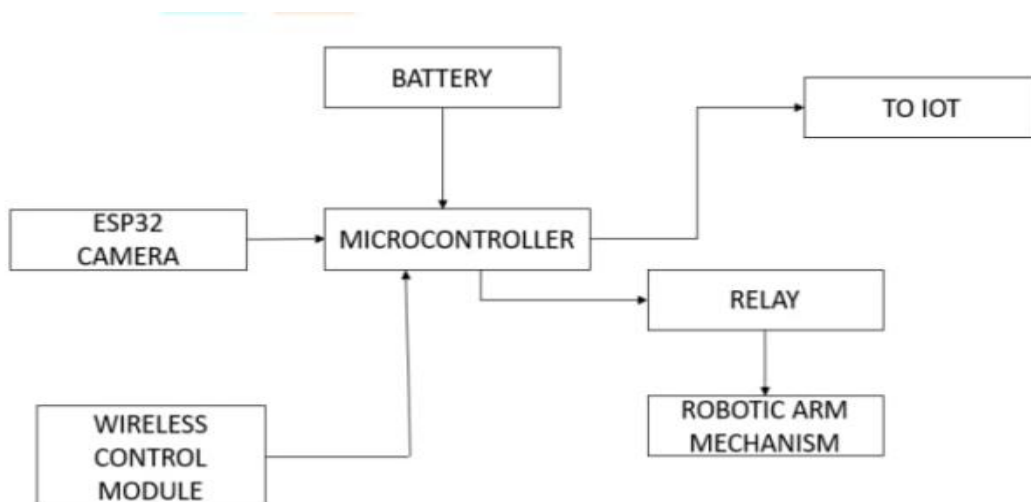 BATTERY
TO IOT
ESP32
CAMERA
MICROCONTROLLER
RELAY
WIRELESS
CONTROL
MODULE
ROBOTIC ARM
MECHANISM